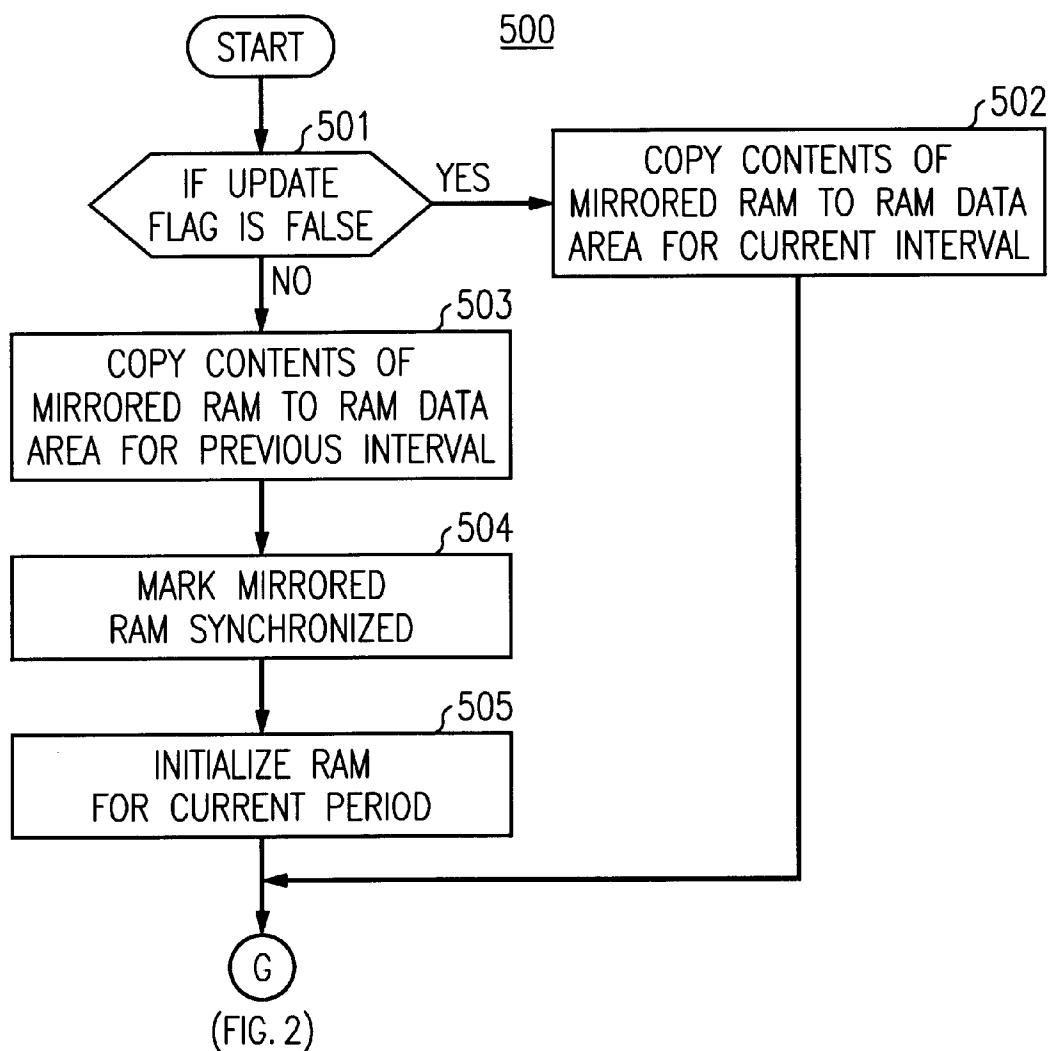 500
START
501
IF UPDATE
FLAG IS FALSE
YES
NO
502
COPY CONTENTS OF
MIRRORED RAM TO RAM DATA
AREA FOR CURRENT INTERVAL
503
COPY CONTENTS OF
MIRRORED RAM TO RAM DATA
AREA FOR PREVIOUS INTERVAL
504
MARK MIRRORED
RAM SYNCHRONIZED
505
INITIALIZE RAM
FOR CURRENT PERIOD
G
(FIG. 2)